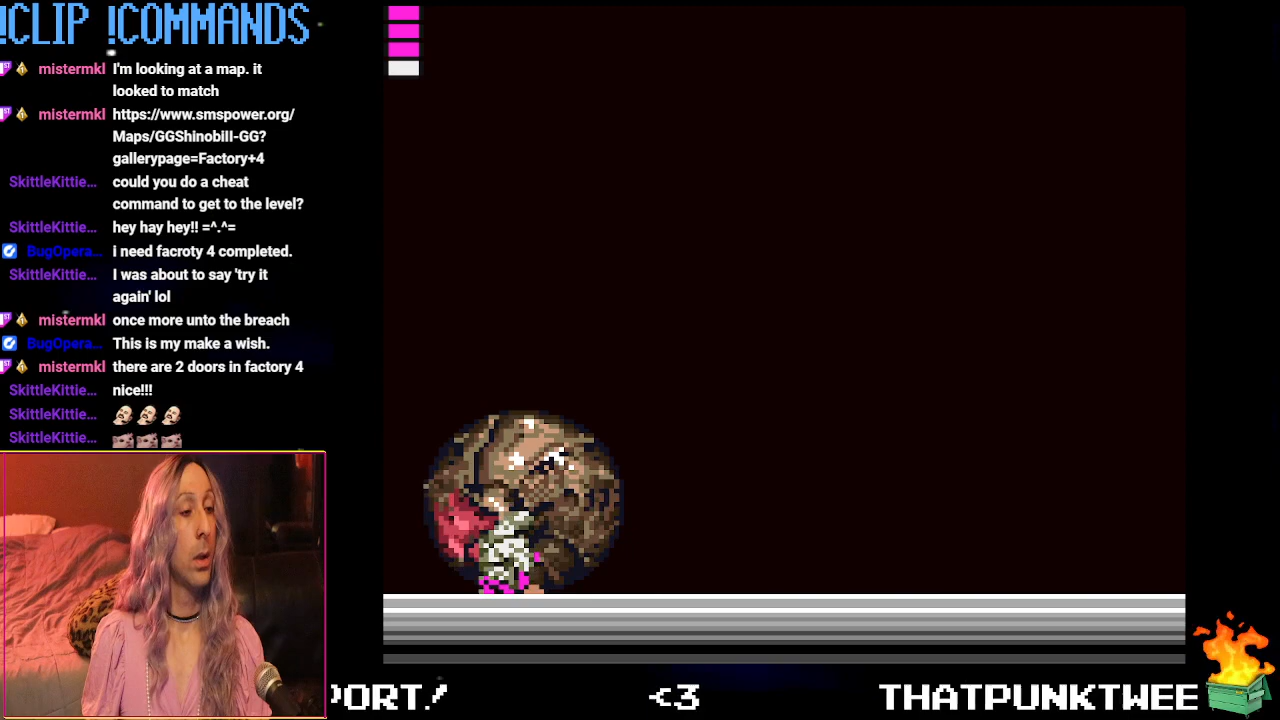 !CLIP !COMMANDS
mistermkl I'm looking at a map. it
looked to match
mistermkl https://www.smspower.org/
Maps/GGShinobiII-GG?
gallerypage=Factory+4
SkittleKittie... could you do a cheat
command to get to the level?
SkittleKittie... hey hay hey!! =^.^=
BugOpera... i need facroty 4 completed.
SkittleKittie... I was about to say 'try it
again' lol
mistermkl once more unto the breach
BugOpera... This is my make a wish.
mistermkl there are 2 doors in factory 4
SkittleKittie... nice!!!
SkittleKittie...
SkittleKittie...
PORT! <3 THATPUNKTWEE